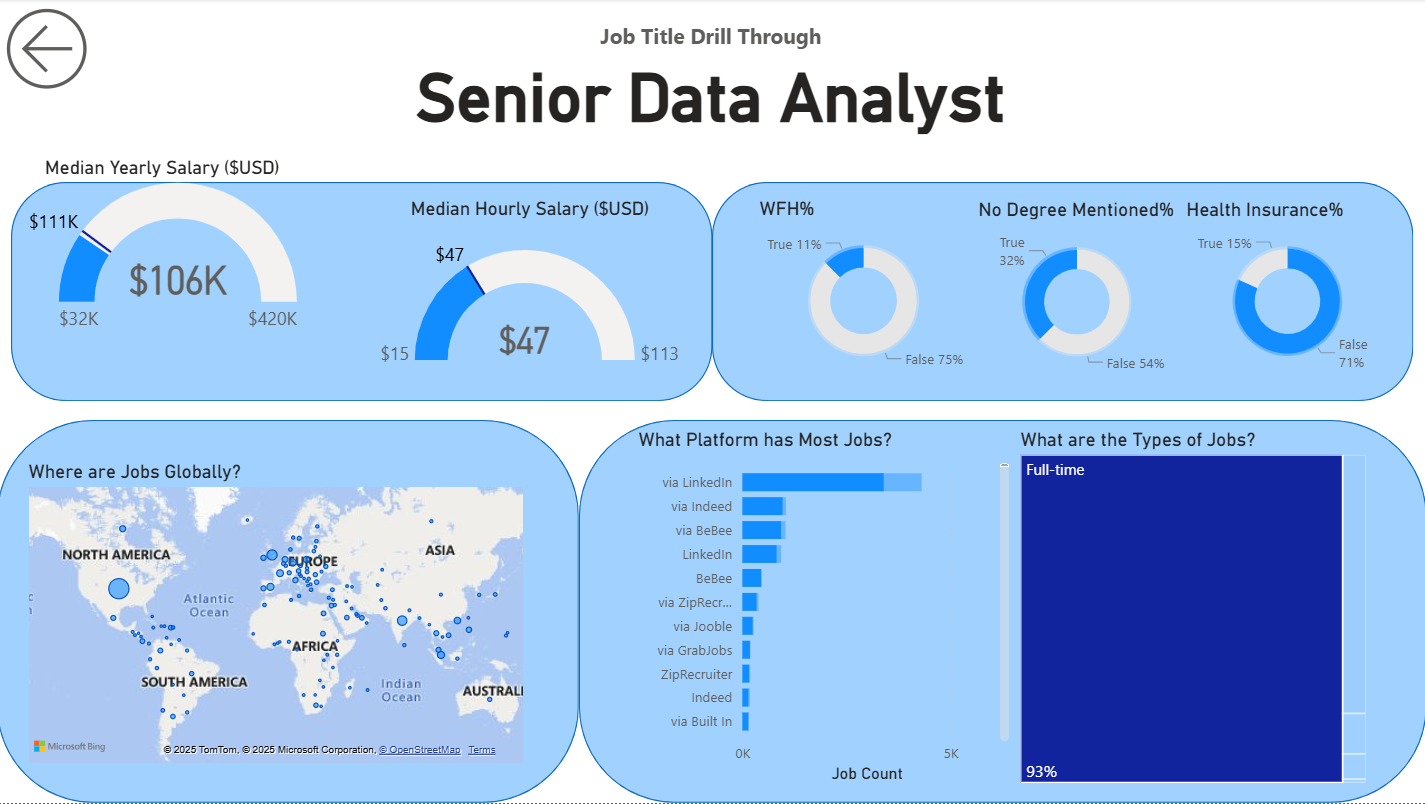 Job Title Drill Through
Senior Data Analyst
Median Yearly Salary ($USD)
$111K
$106K
$32K
$420K
Median Hourly Salary ($USD)
$47
$47
$15
$113
WFH%
True 11%
False 75%
No Degree Mentioned%
True
32%
False 54%
Health Insurance%
True 15%
False
71%
Where are Jobs Globally?
NORTH AMERICA
EUROPE
ASIA
Atlantic
Ocean
AFRICA
SOUTH AMERICA
Indian
Ocean
AUSTRALI
Microsoft Bing
© 2025 TomTom, © 2025 Microsoft Corporation, © OpenStreetMap Terms
What Platform has Most Jobs?
via LinkedIn
via Indeed
via BeBee
LinkedIn
BeBee
via ZipRecr...
via Jooble
via GrabJobs
ZipRecruiter
Indeed
via Built In
0K
5K
Job Count
What are the Types of Jobs?
Full-time
93%